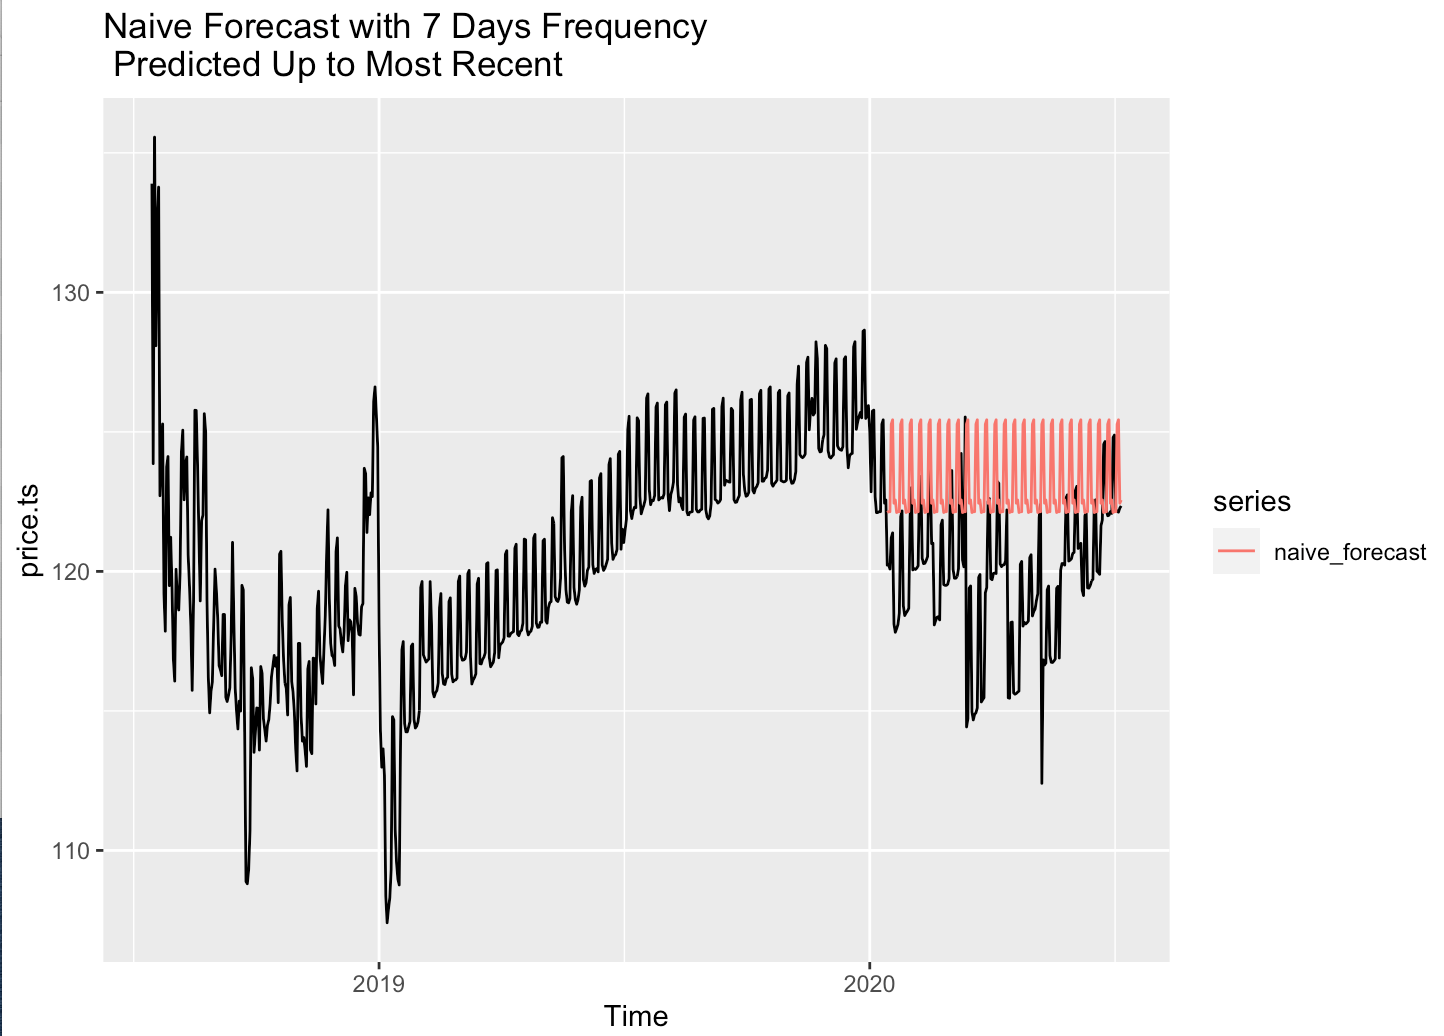 Naive Forecast with 7 Days Frequency
Predicted Up to Most Recent
130
120
110
price.ts
2019
2020
Time
series
naive_forecast